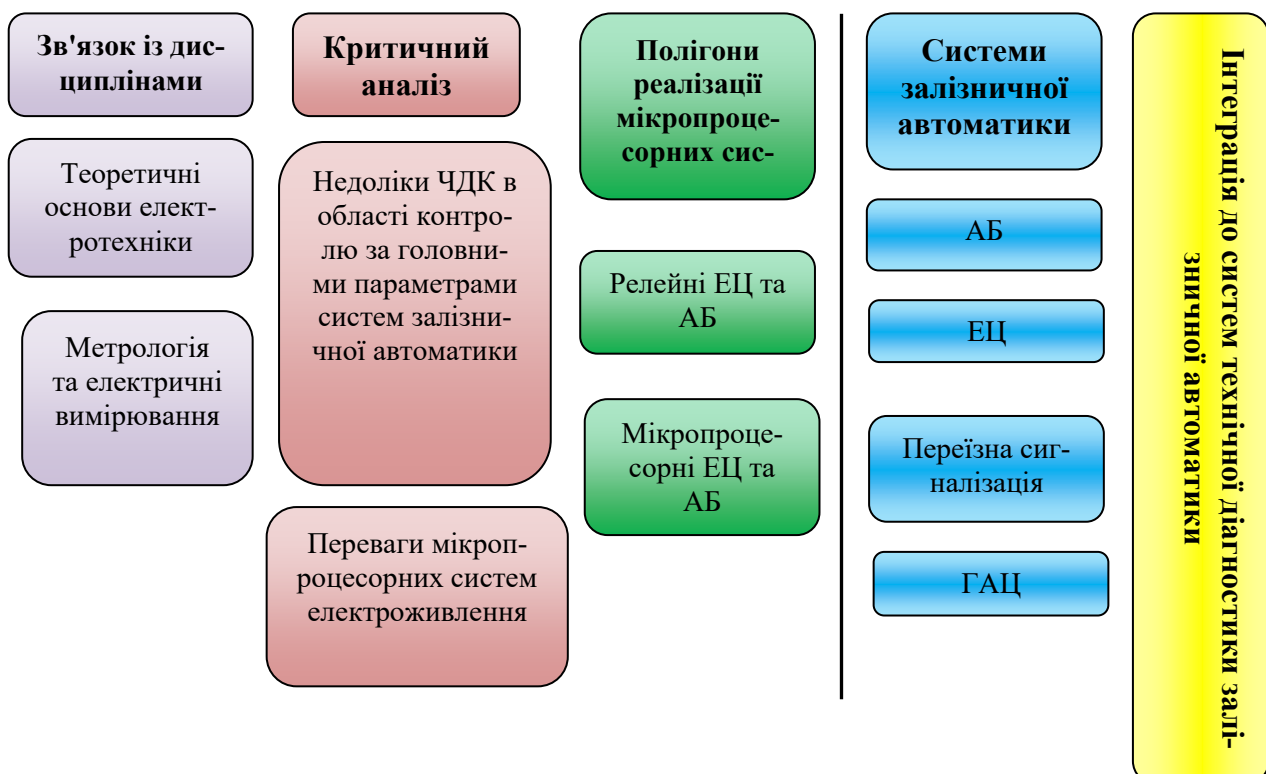 Зв'язок із дис-
циплінами
Теоретичні
основи елект-
ротехніки
Метрологія
та електричні
вимірювання
Критичний
аналіз
Недоліки ЧДК в
області контро-
лю за головни-
ми параметрами
систем залізни-
чної автоматики
Переваги мікроп-
роцесорних систем
електроживлення
Полігони
реалізації
мікропроце-
сорних сис-
Релейні ЕЦ та
АБ
Мікропроце-
сорні ЕЦ та
АБ
Системи
залізничної
автоматики
АБ
ЕЦ
Переїзна сиг-
налізація
ГАЦ
Інтеграція до систем технічної діагностики залі-
зничної автоматики